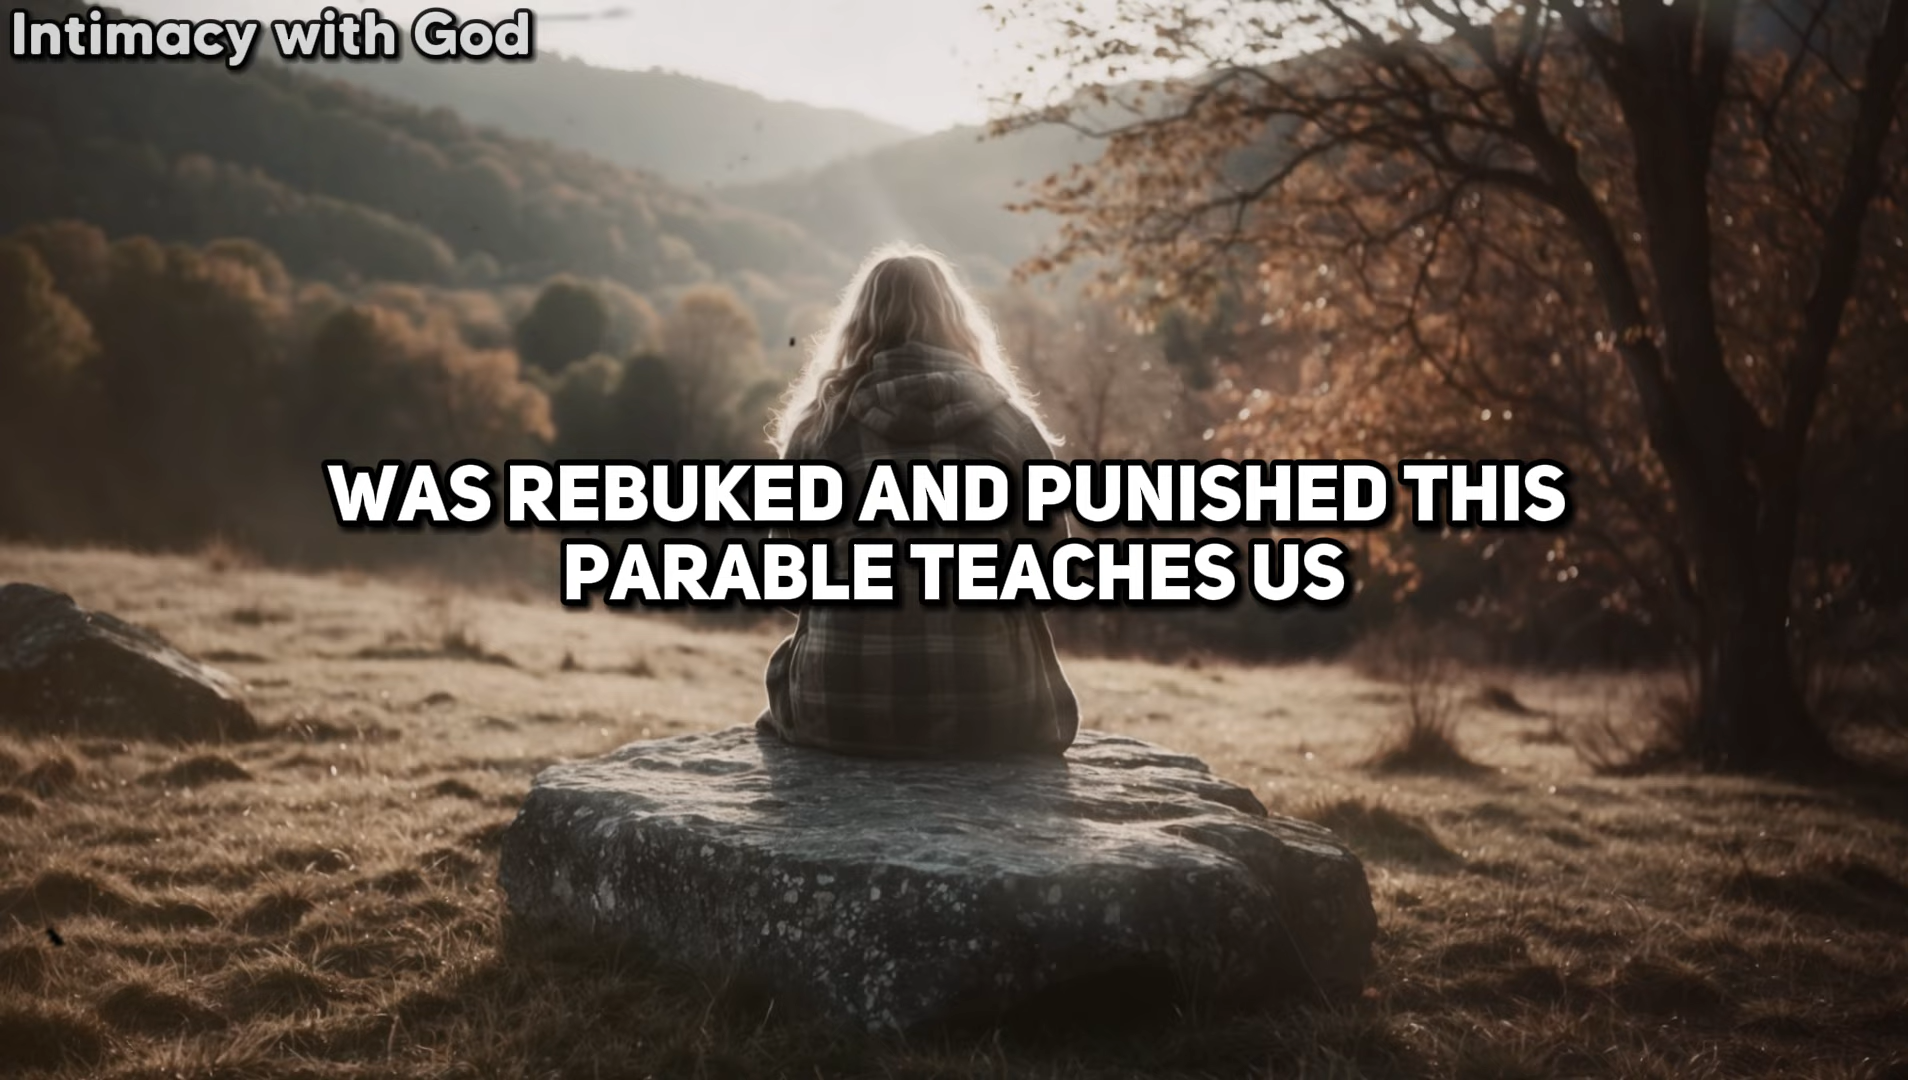 Intimacy with God
WAS REBUKED AND PUNISHED THIS
PARABLE TEACHES US